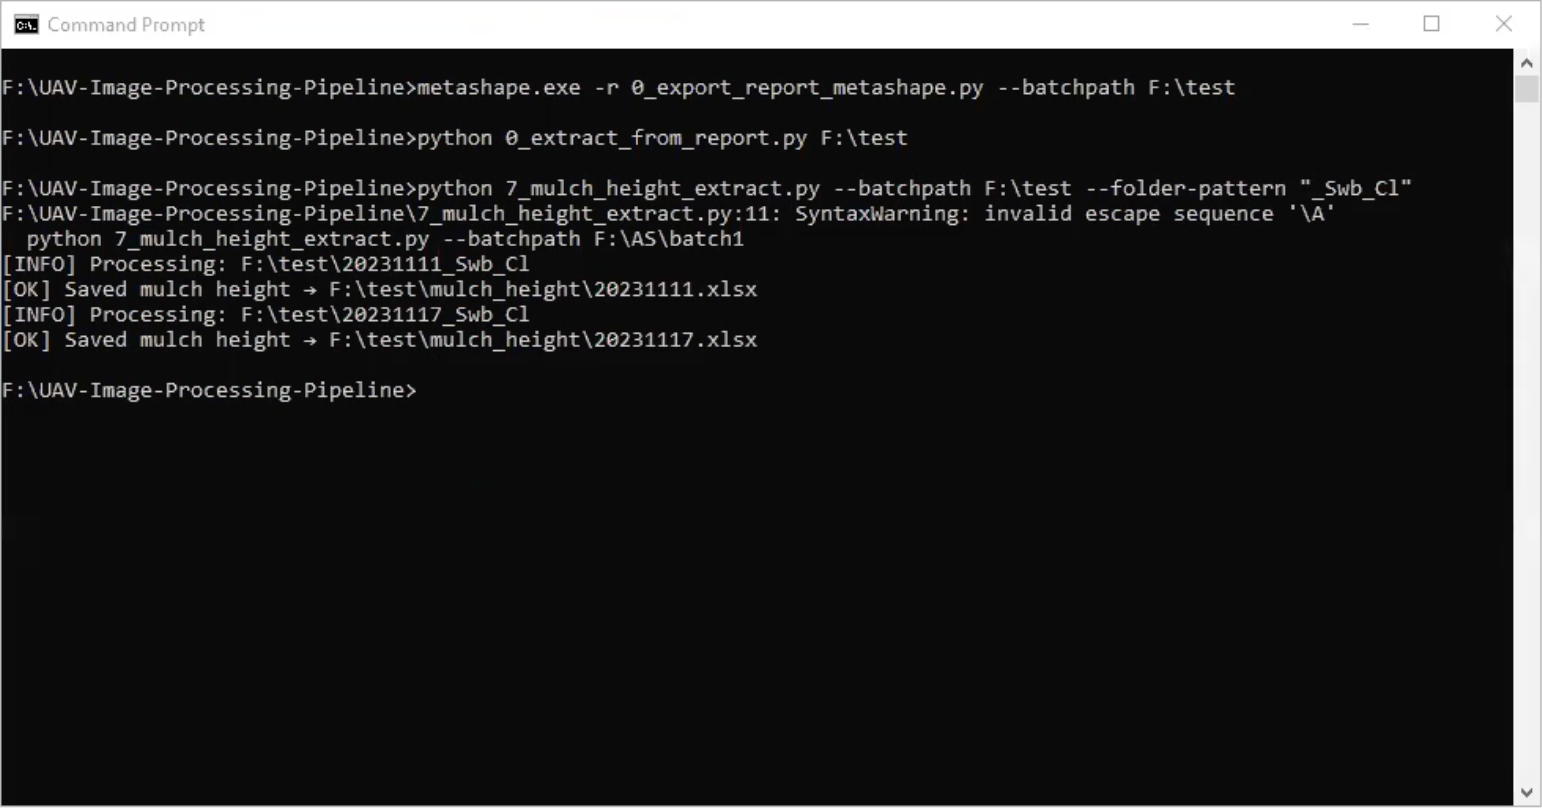 Command Prompt
F:\UAV-Image-Processing-Pipeline>metashape.exe -r 0_export_report_metashape.py --batchpath F:\test
F:\UAV-Image-Processing-Pipeline>python 0_extract_from_report.py F:\test
F:\UAV-Image-Processing-Pipeline>python 7_mulch_height_extract.py --batchpath F:\test --folder-pattern "_Swb_Cl"
F:\UAV-Image-Processing-Pipeline\7_mulch_height_extract.py:11: SyntaxWarning: invalid escape sequence '\A'
  python 7_mulch_height_extract.py --batchpath F:\AS\batch1
[INFO] Processing: F:\test\20231111_Swb_Cl
[OK] Saved mulch height → F:\test\mulch_height\20231111.xlsx
[INFO] Processing: F:\test\20231117_Swb_Cl
[OK] Saved mulch height → F:\test\mulch_height\20231117.xlsx
F:\UAV-Image-Processing-Pipeline>